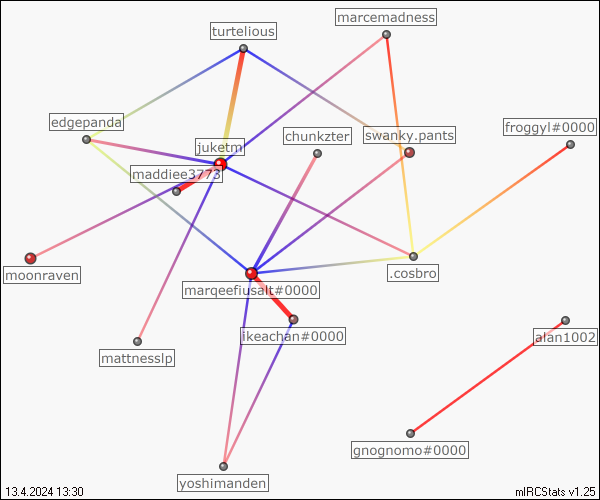 marcemadness
turtelious
edgepanda
froggyl#0000
chunkzter
swanky.pants
juketm
maddiee3773
moonraven
.cosbro
marqeefiusalt#0000
ikeachan#0000
alan1002
mattnesslp
gnognomo#0000
yoshimanden
13.4.2024 13:30
mIRCStats v1.25